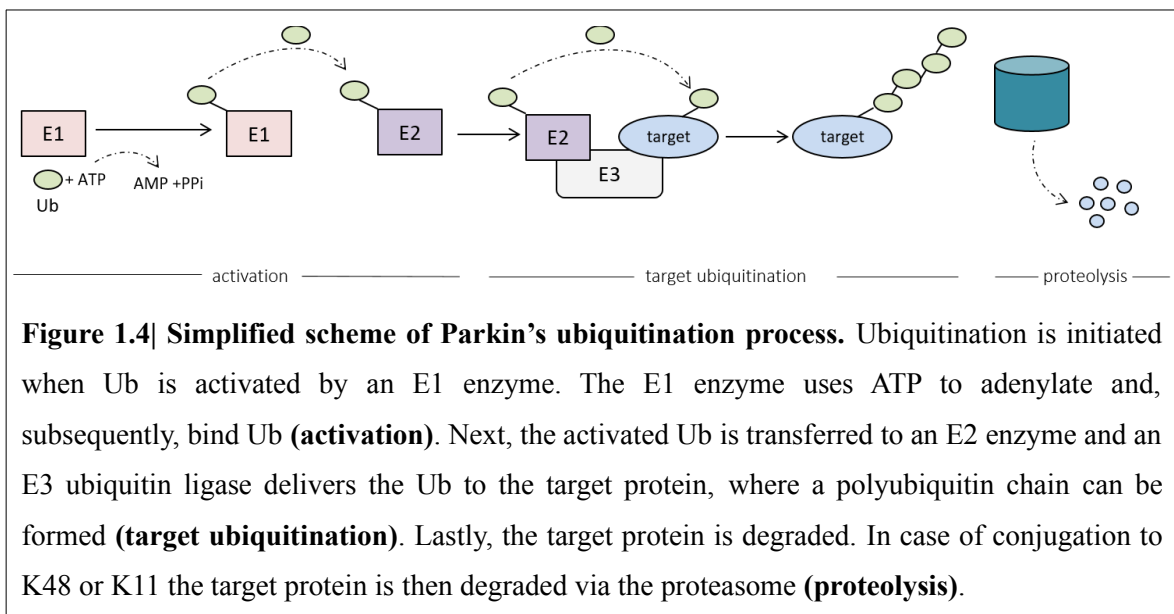 E1
E1
E2
E2
target
target
E3
+ ATP
AMP +PPi
Ub
activation
target ubiquitination
proteolysis
Figure 1.4| Simplified scheme of Parkin's ubiquitination process. Ubiquitination is initiated
when Ub is activated by an E1 enzyme. The E1 enzyme uses ATP to adenylate and,
subsequently, bind Ub (activation). Next, the activated Ub is transferred to an E2 enzyme and an
E3 ubiquitin ligase delivers the Ub to the target protein, where a polyubiquitin chain can be
formed (target ubiquitination). Lastly, the target protein is degraded. In case of conjugation to
K48 or K11 the target protein is then degraded via the proteasome (proteolysis).